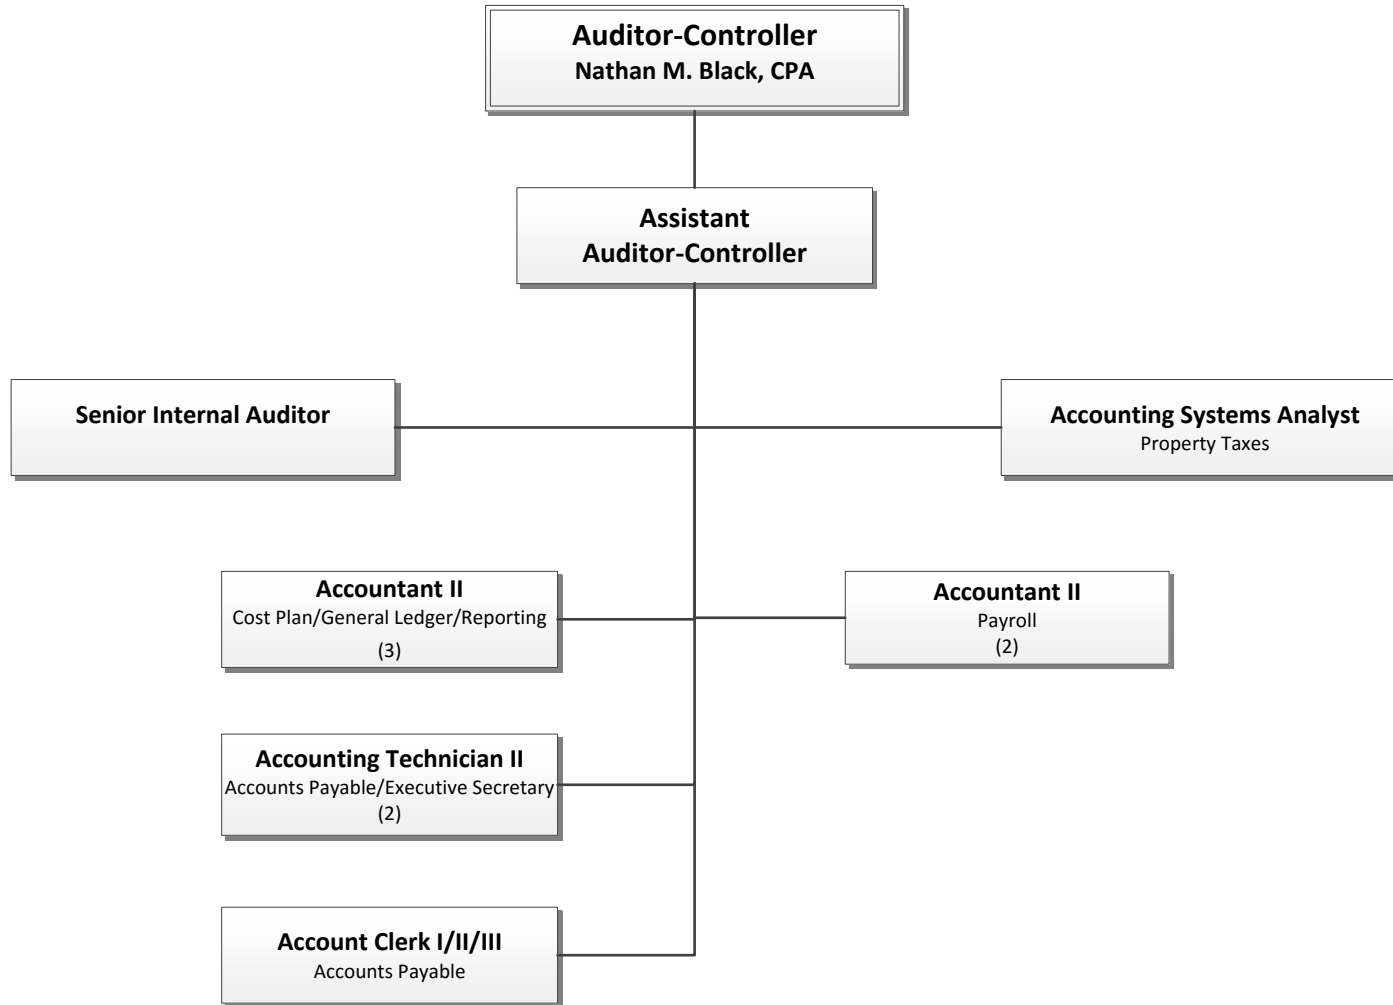 Auditor-Controller
Nathan M. Black, CPA
Assistant
Auditor-Controller
Senior Internal Auditor
Accounting Systems Analyst
Property Taxes
Accountant II
Cost Plan/General Ledger/Reporting
(3)
Accountant II
Payroll
(2)
Accounting Technician II
Accounts Payable/Executive Secretary
(2)
Account Clerk I/II/III
Accounts Payable